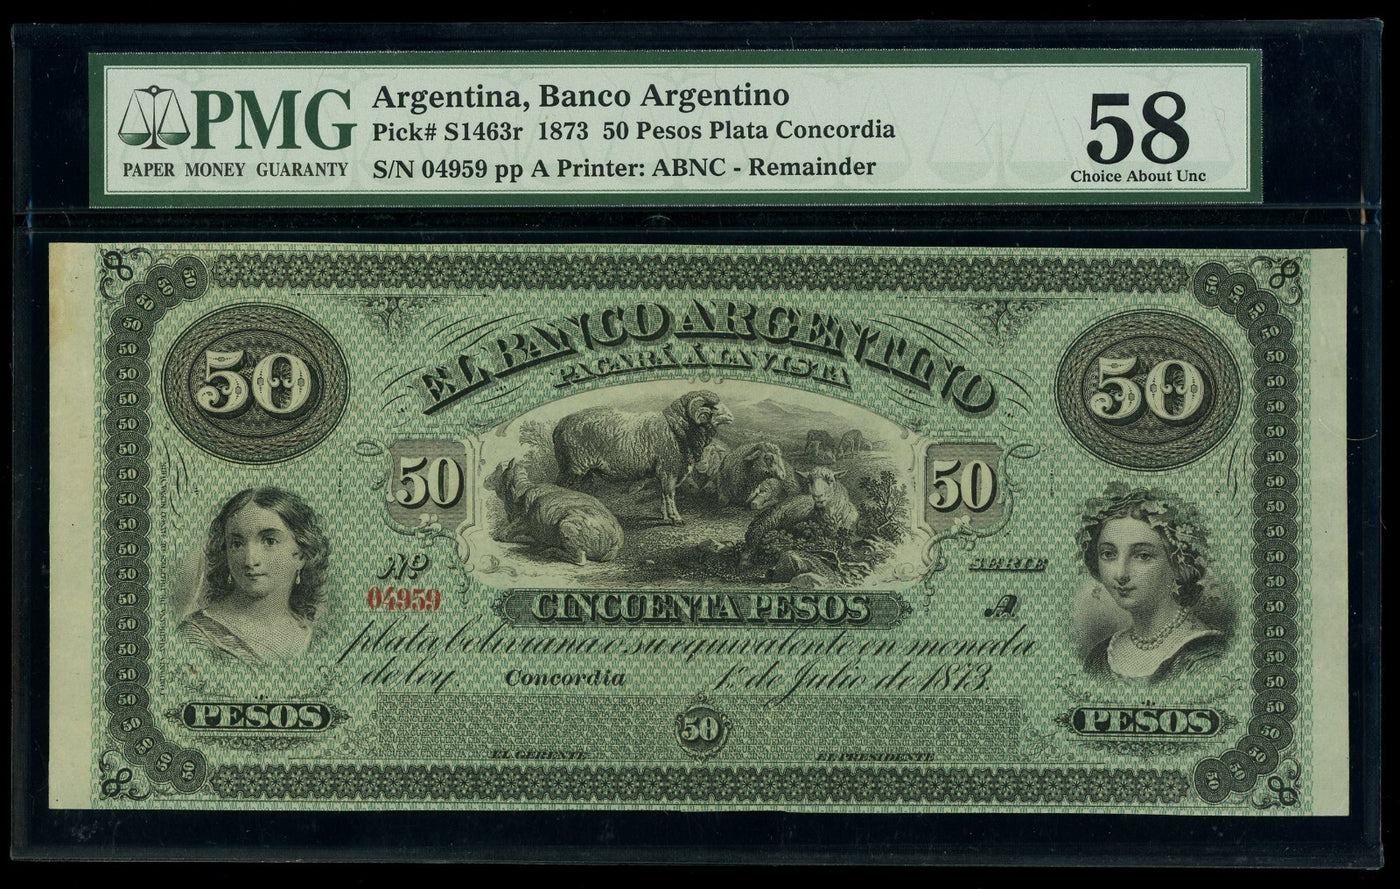 PMG
PAPER MONEY GUARANTY
Argentina, Banco Argentino
Pick# S1463r 1873 50 Pesos Plata Concordia
S/N 04959 pp A Printer: ABNC - Remainder
58
Choice About Unc
EL BANCO ARGENTINO
PAGARÁ Á LA VISTA
50
50
50
50
No
04959
SERIE
A
CINCUENTA PESOS
plata boliviana o su equivalente en moneda
de ley Concordia 1º de Julio de 1873.
PESOS
50
PESOS
EL GERENTE
EL PRESIDENTE